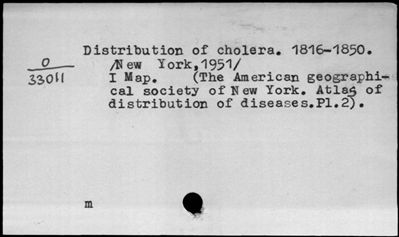 Distribution of cholera. 1816-1850.
0
/New York,1951/
33011
I Map. (The American geographi-
cal society of New York. Atlas of
distribution of diseases.Pl.2).
m